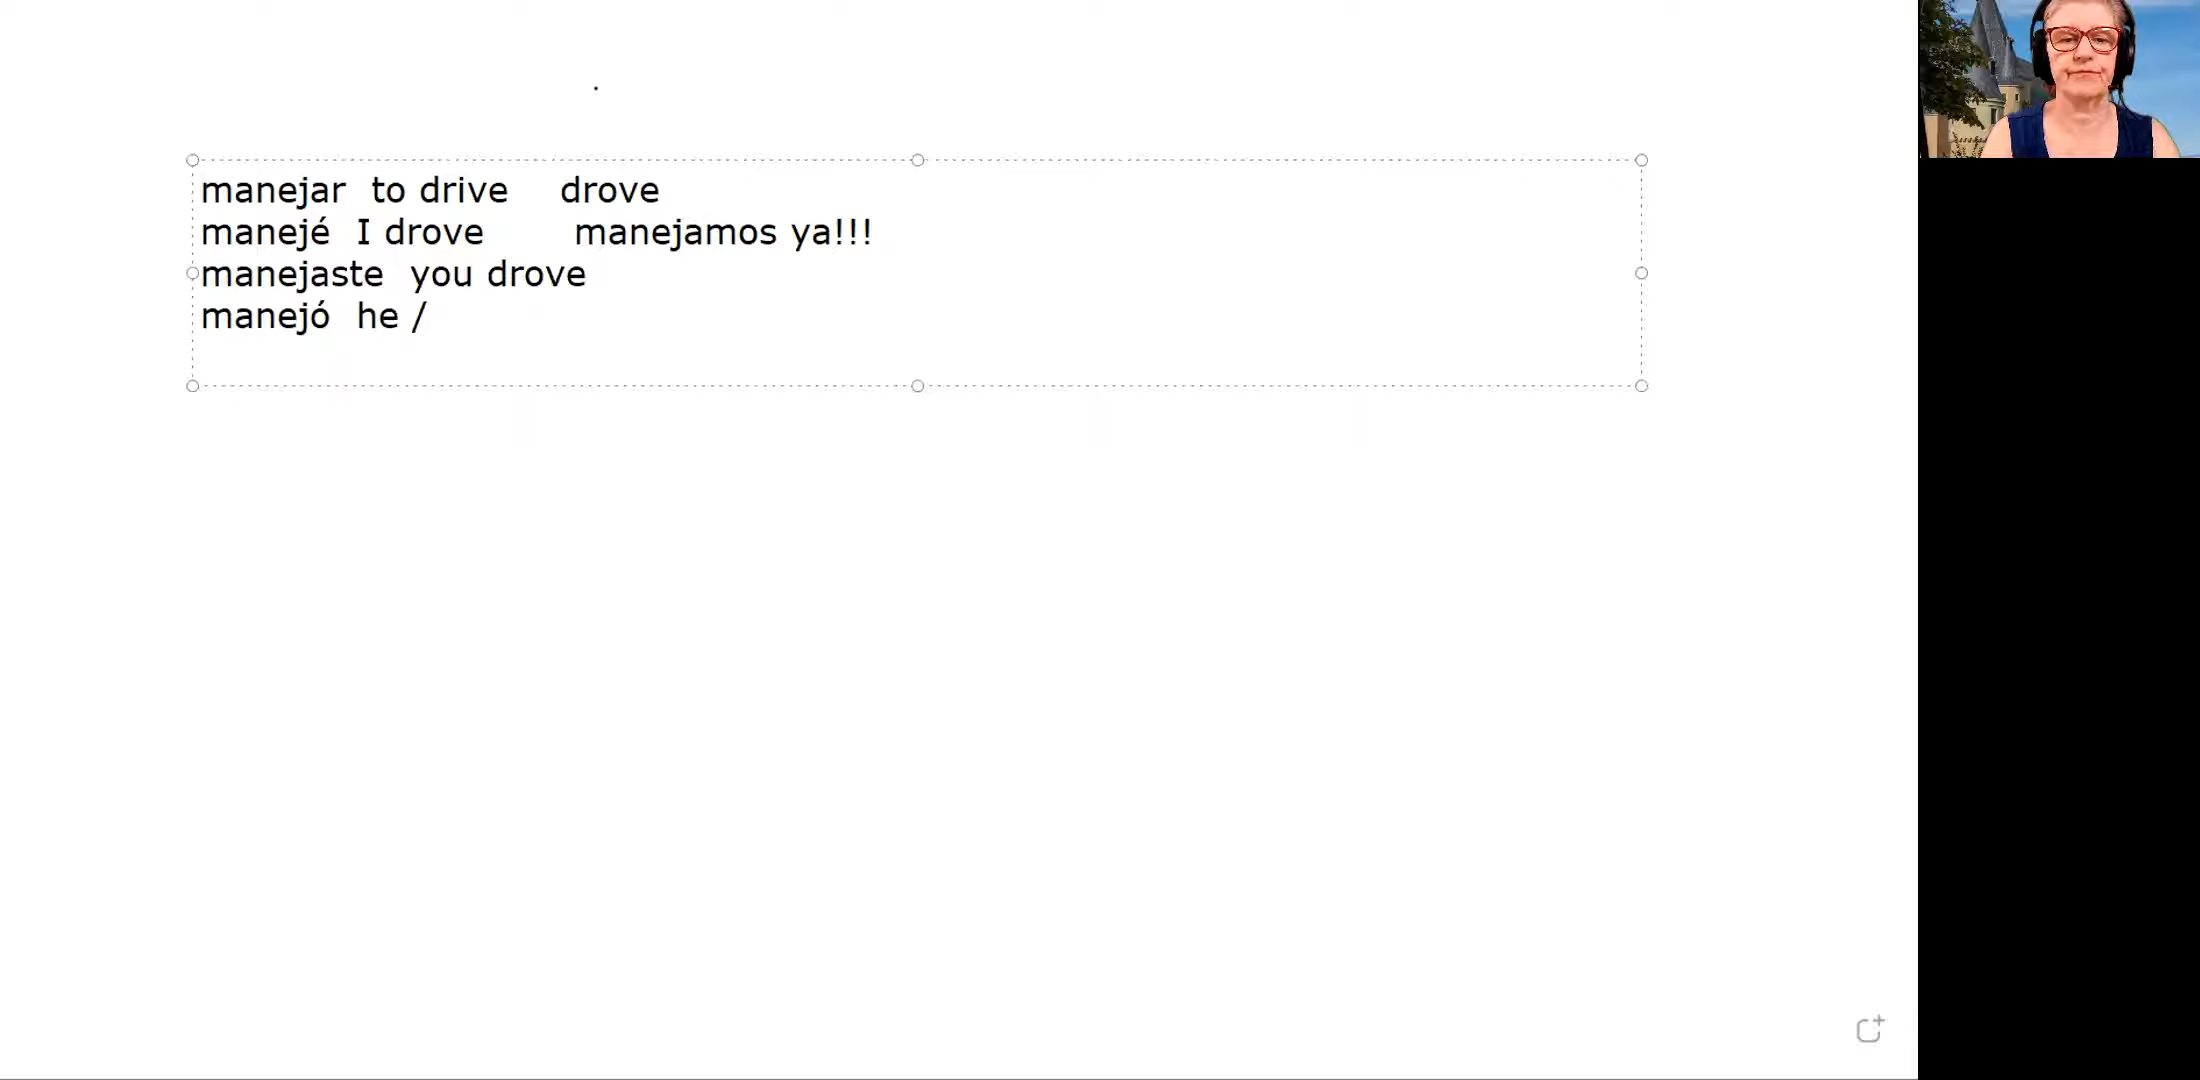 manejar to drive drove
manejé I drove manejamos ya!!!
manejaste you drove
manejó he /